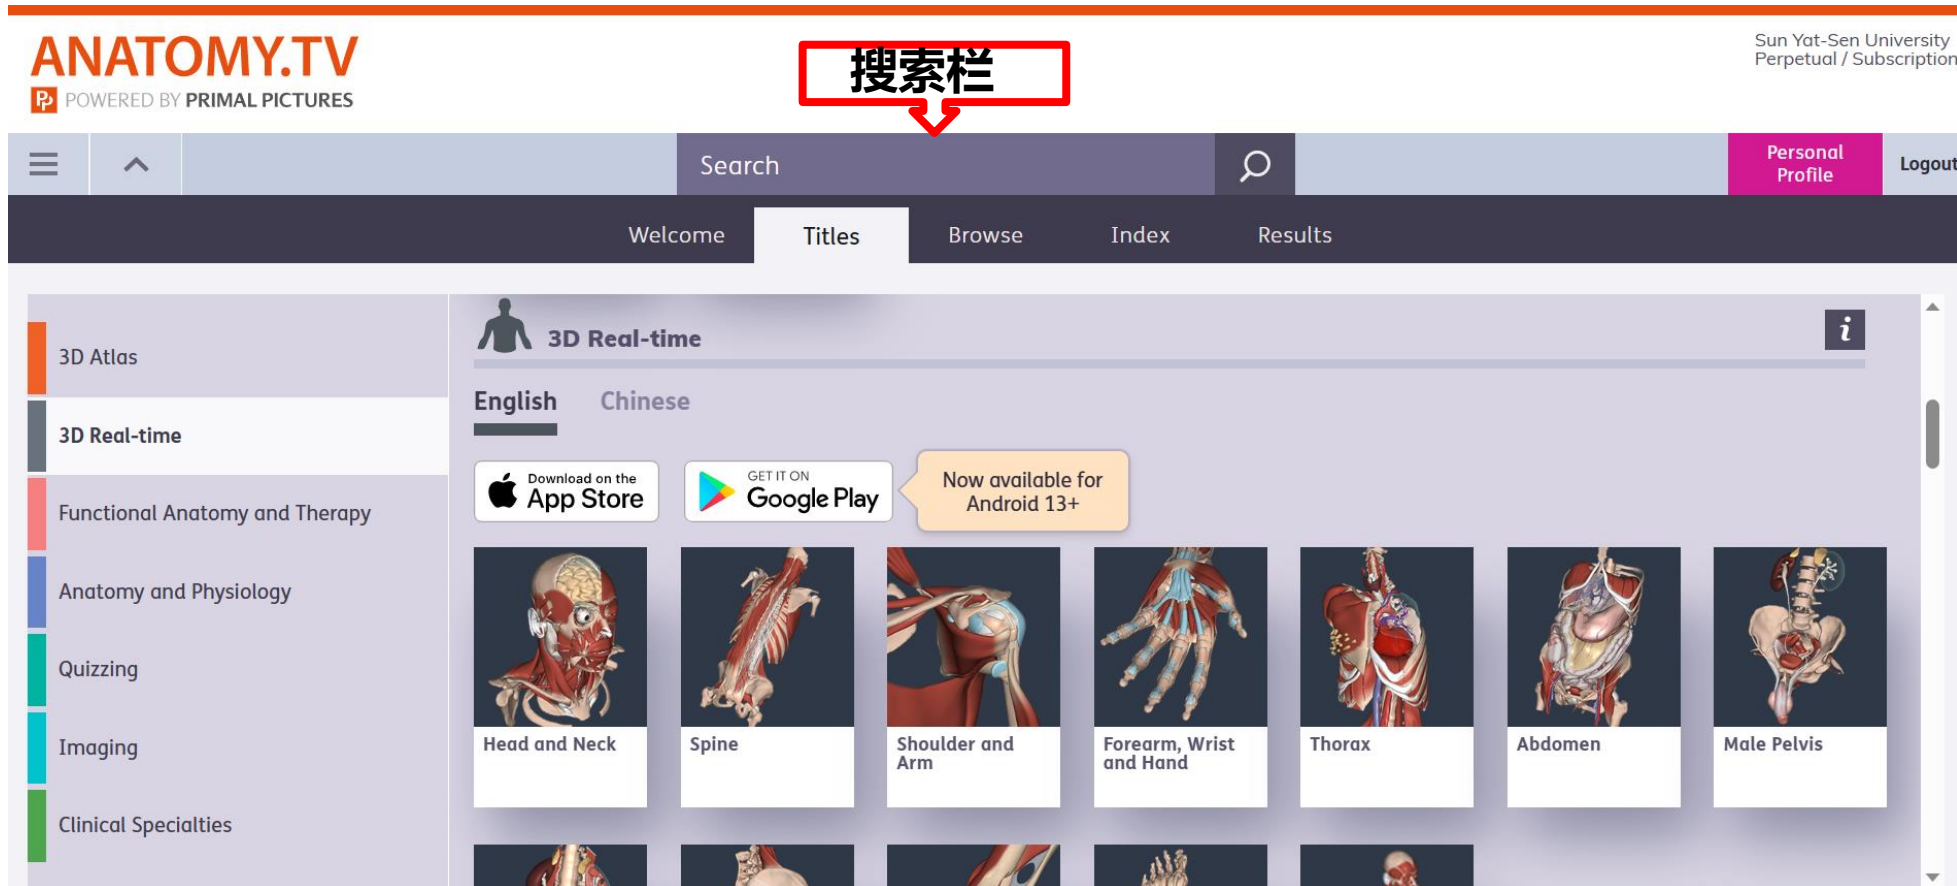 ANATOMY.TV
POWERED BY PRIMAL PICTURES
搜索栏
Sun Yat-Sen University
Perpetual / Subscription
Search
Personal
Profile
Logout
Welcome
Titles
Browse
Index
Results
3D Atlas
3D Real-time
Functional Anatomy and Therapy
Anatomy and Physiology
Quizzing
Imaging
Clinical Specialties
3D Real-time
i
English
Chinese
Download on the
App Store
GET IT ON
Google Play
Now available for
Android 13+
Head and Neck
Spine
Shoulder and
Arm
Forearm, Wrist
and Hand
Thorax
Abdomen
Male Pelvis